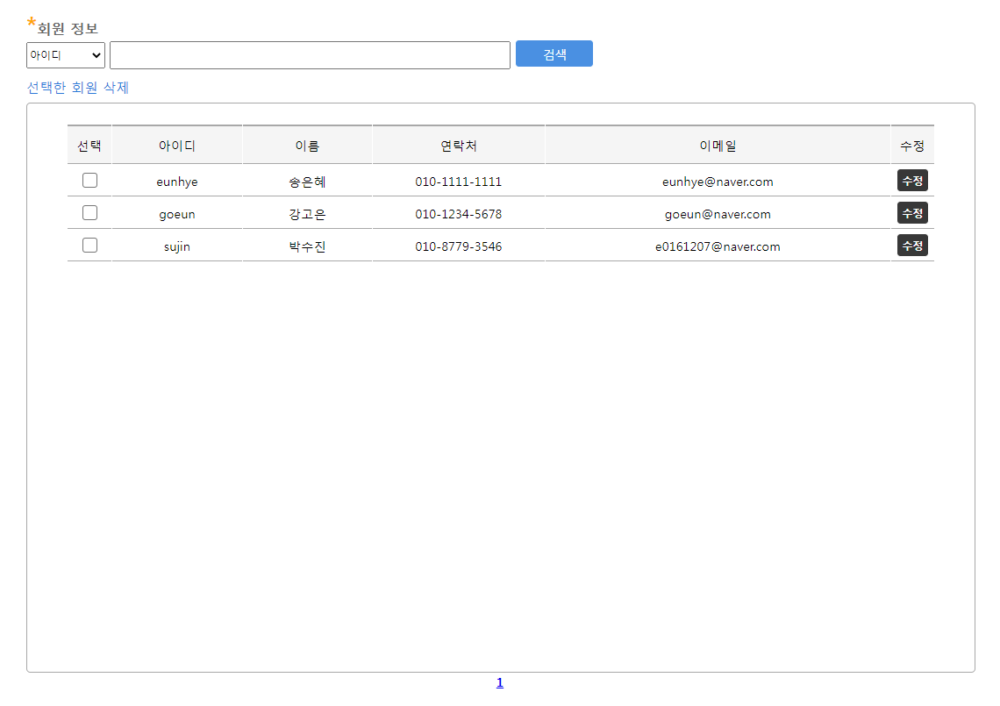 *회원 정보
아이디 검색
선택한 회원 삭제
선택 아이디 이름 연락처 이메일 수정
eunhye 송은혜 010-1111-1111 eunhye@naver.com 수정
goeun 강고은 010-1234-5678 goeun@naver.com 수정
sujin 박수진 010-8779-3546 e0161207@naver.com 수정
1